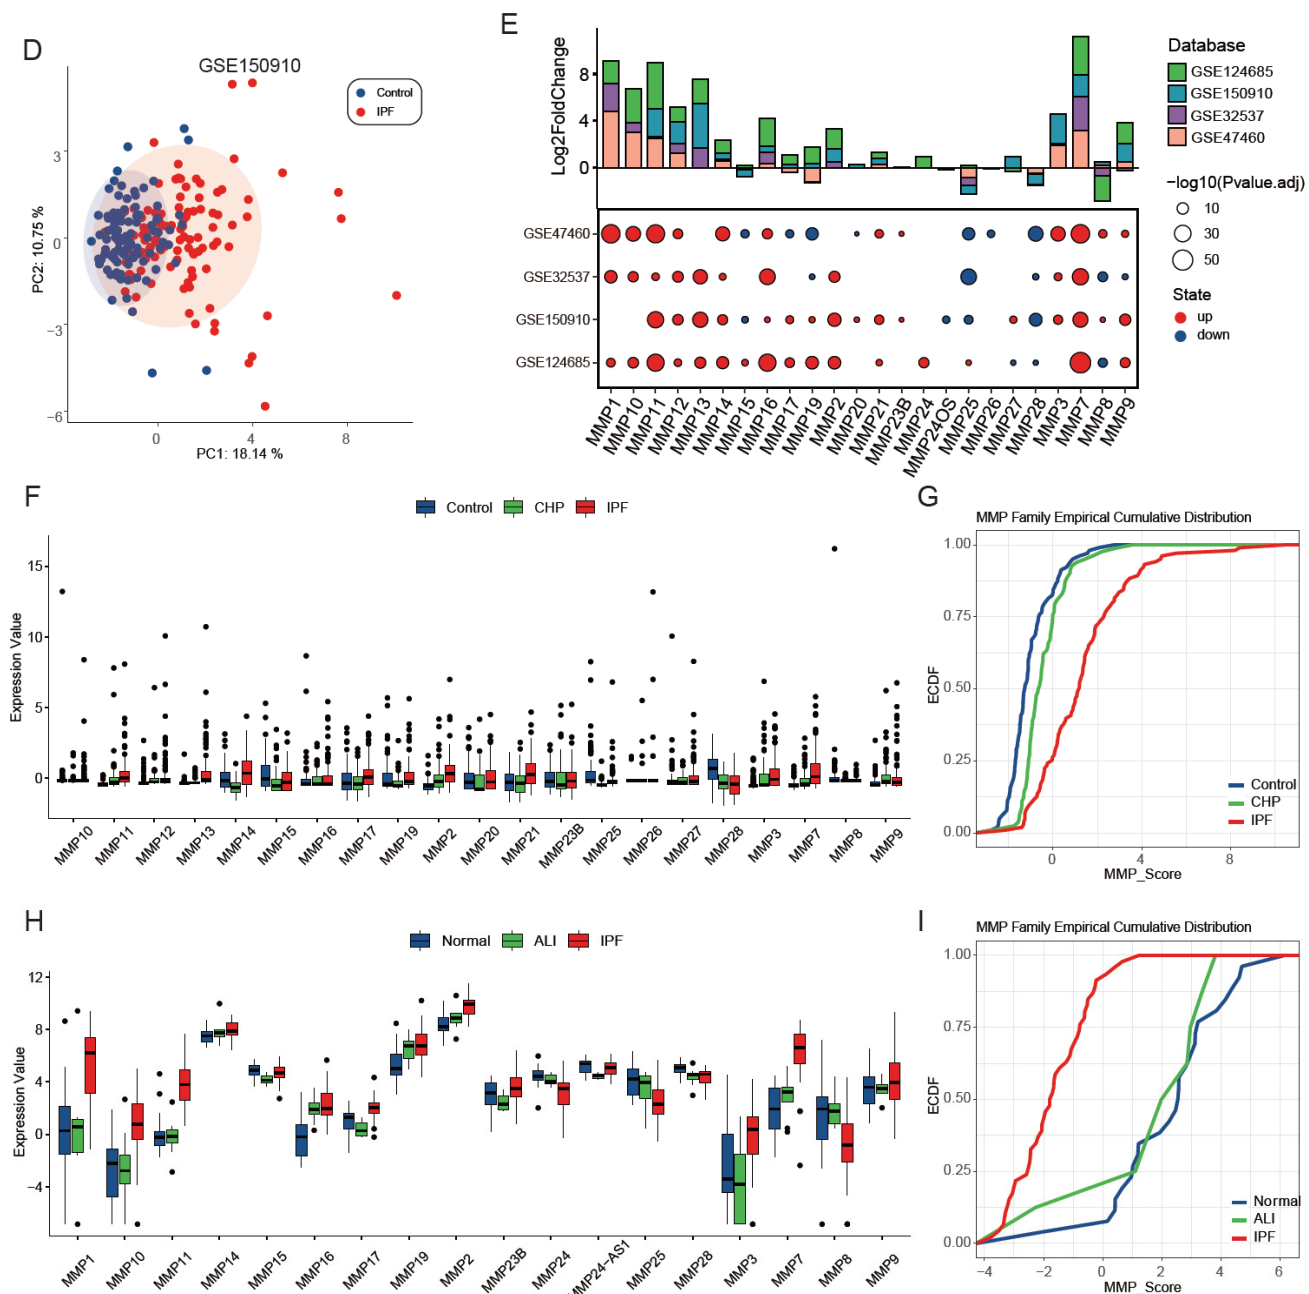 D
GSE150910
Control
IPF
3
0
−3
−6
0
4
8
PC2: 10.75 %
PC1: 18.14 %
E
Log2FoldChange
8
4
0
Database
GSE124685
GSE150910
GSE32537
GSE47460
−log10(Pvalue.adj)
10
30
50
State
up
down
GSE47460
GSE32537
GSE150910
GSE124685
MMP1
MMP10
MMP11
MMP12
MMP13
MMP14
MMP15
MMP16
MMP17
MMP19
MMP2
MMP20
MMP21
MMP23B
MMP24
MMP24OS
MMP25
MMP26
MMP27
MMP28
MMP3
MMP7
MMP8
MMP9
F
Control
CHP
IPF
Expression Value
15
10
5
0
MMP10
MMP11
MMP12
MMP13
MMP14
MMP15
MMP16
MMP17
MMP19
MMP2
MMP20
MMP21
MMP23B
MMP25
MMP26
MMP27
MMP28
MMP3
MMP7
MMP8
MMP9
G
MMP Family Empirical Cumulative Distribution
ECDF
1.00
0.75
0.50
0.25
0.00
Control
CHP
IPF
0
4
8
MMP_Score
H
Normal
ALI
IPF
Expression Value
12
8
4
0
−4
MMP1
MMP10
MMP11
MMP14
MMP15
MMP16
MMP17
MMP19
MMP2
MMP23B
MMP24
MMP24−AS1
MMP25
MMP28
MMP3
MMP7
MMP8
MMP9
I
MMP Family Empirical Cumulative Distribution
ECDF
1.00
0.75
0.50
0.25
0.00
Normal
ALI
IPF
−4
−2
0
2
4
6
MMP_Score